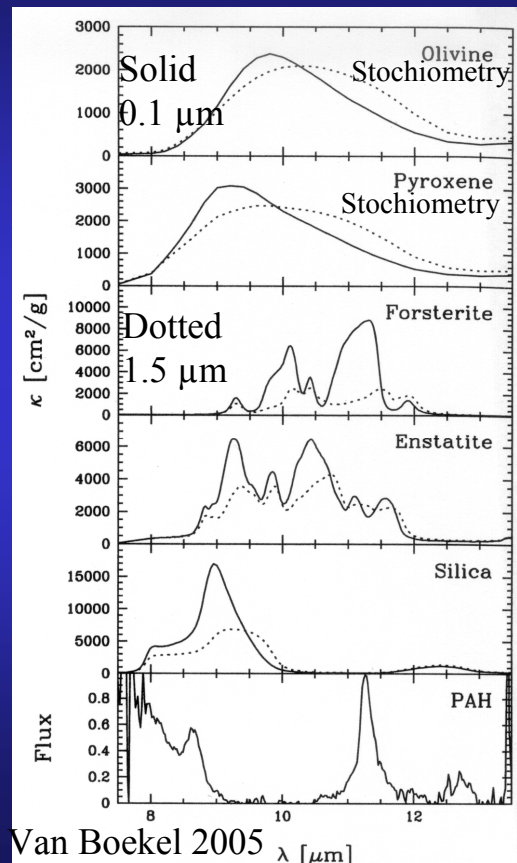 3000
Olivine
Solid
Stochiometry
2000
0.1 µm
1000
0
Pyroxene
3000
Stochiometry
2000
1000
0
10000
Forsterite
Dotted
8000
1.5 µm
6000
4000
2000
0
κ [cm²/g]
Enstatite
6000
4000
2000
0
Silica
15000
10000
5000
0
PAH
0.8
0.6
0.4
0.2
0
Flux
8 10 12
Van Boekel 2005
λ [µm]